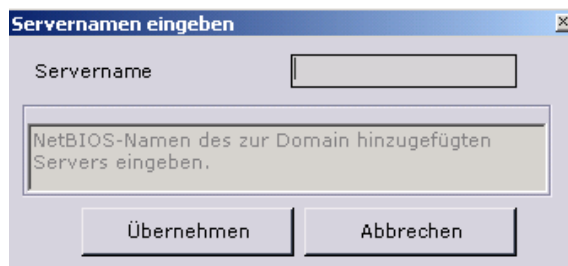 Servernamen eingeben
Servername
NetBIOS-Namen des zur Domain hinzugefügten
Servers eingeben.
Übernehmen Abbrechen